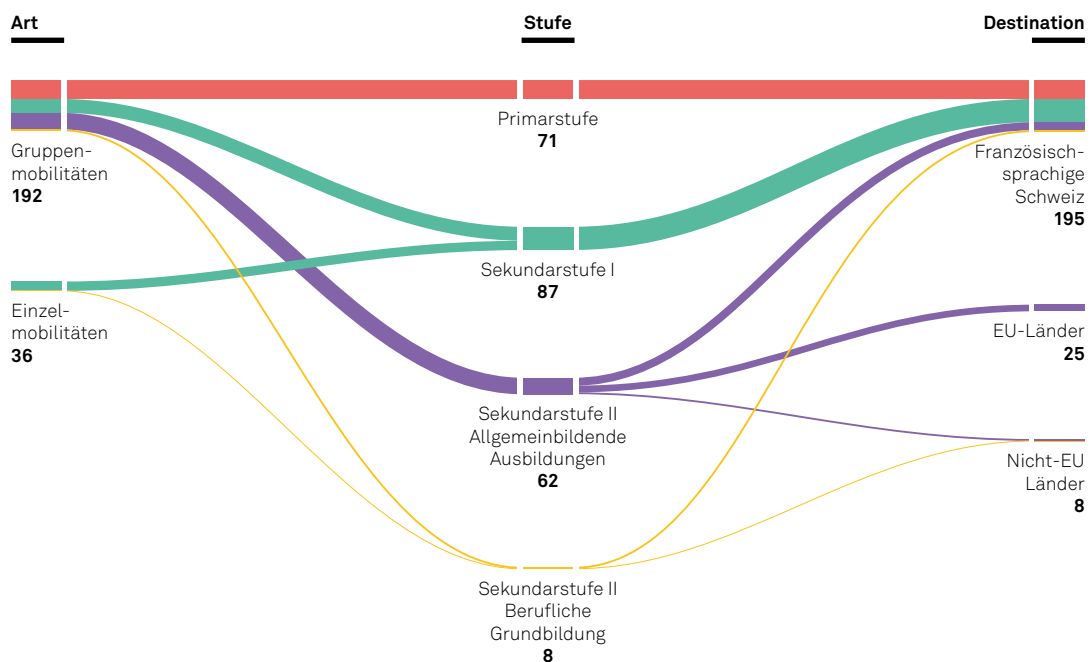 Art
Stufe
Destination
Gruppen-
mobilitäten
192
Einzel-
mobilitäten
36
Primarstufe
71
Sekundarstufe I
87
Sekundarstufe II
Allgemeinbildende
Ausbildungen
62
Sekundarstufe II
Berufliche
Grundbildung
8
Französisch-
sprachige
Schweiz
195
EU-Länder
25
Nicht-EU
Länder
8